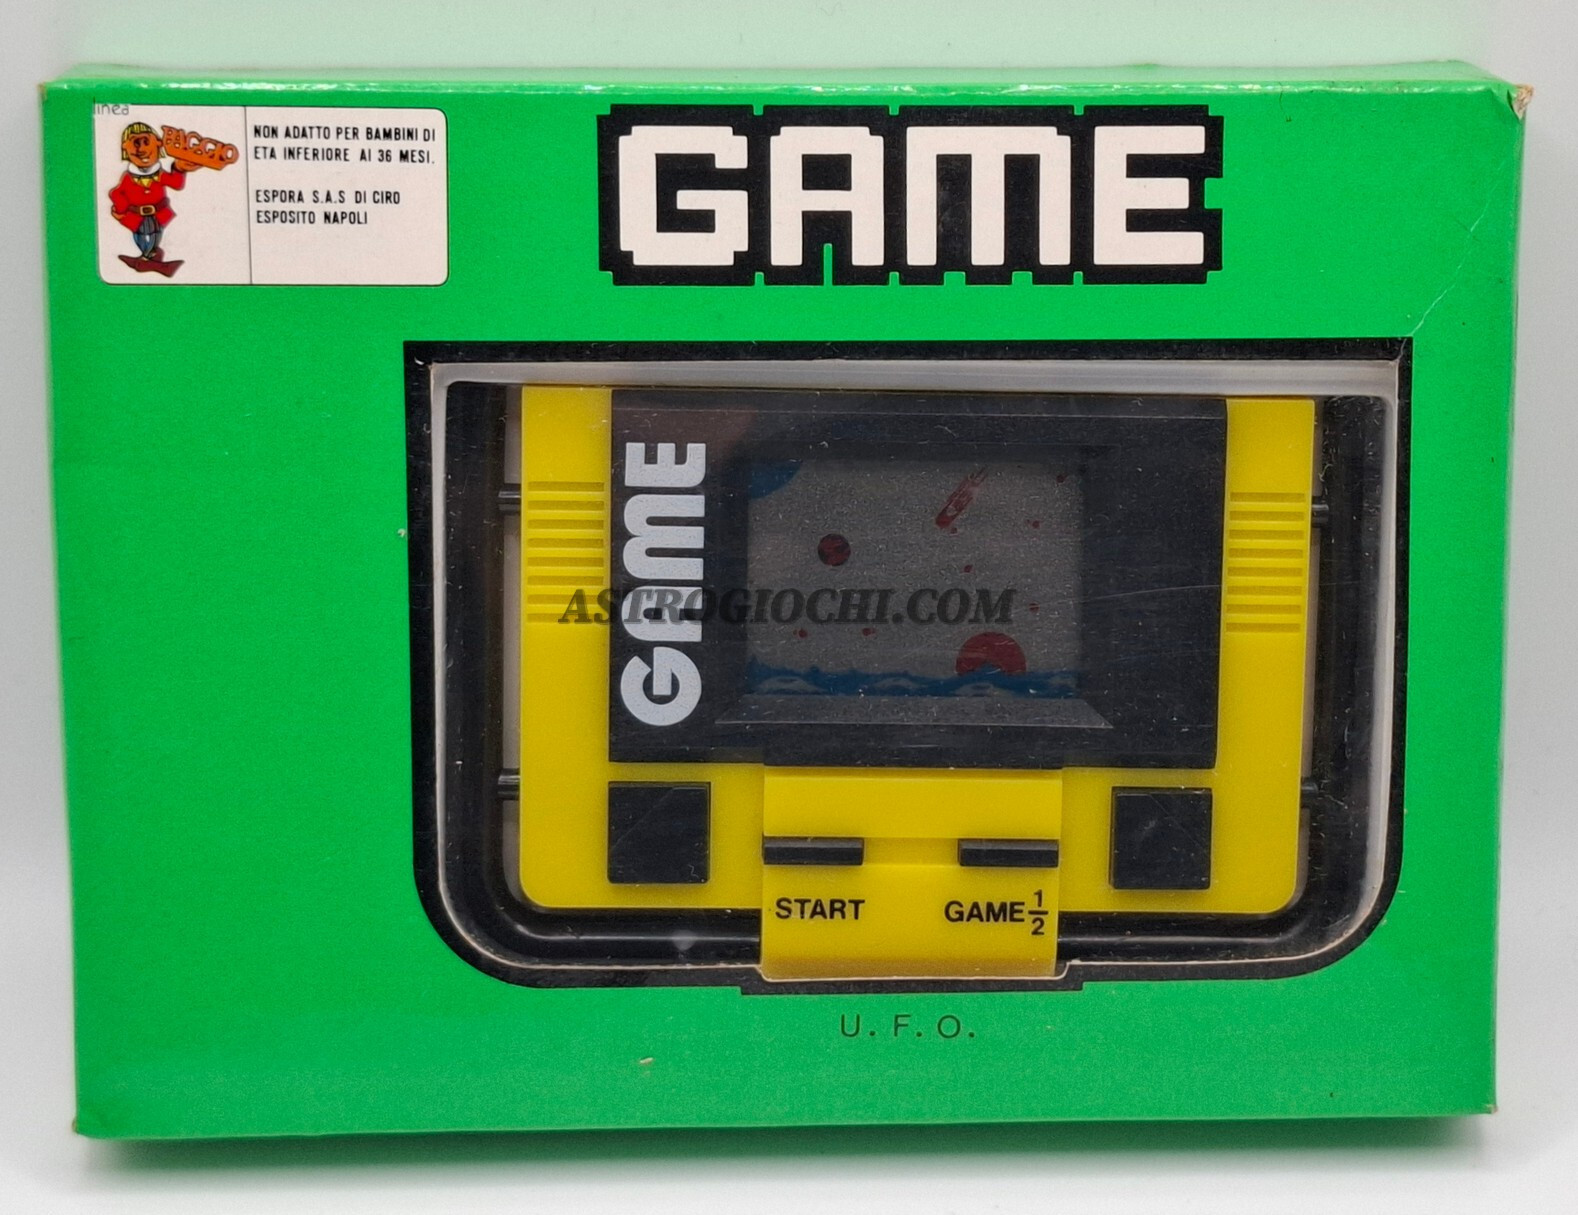 linea
PAGGIO
NON ADATTO PER BAMBINI DI
ETA INFERIORE AI 36 MESI.
ESPORA S.A.S DI CIRO
ESPOSITO NAPOLI
GAME
GAME
ASTROGIOCHI.COM
START
GAME 1/2
U. F. O.